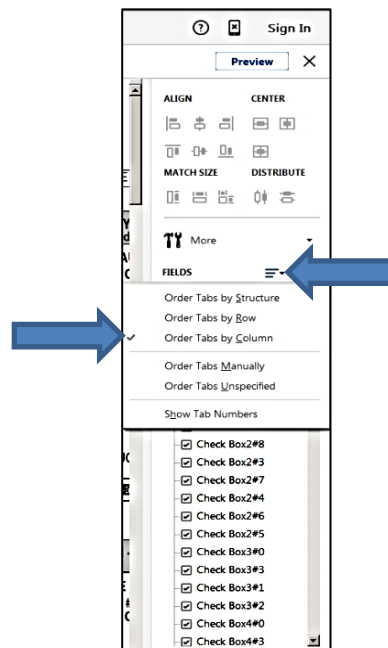 Sign In
Preview
ALIGN CENTER
MATCH SIZE DISTRIBUTE
More
FIELDS
Order Tabs by Structure
Order Tabs by Row
Order Tabs by Column
Order Tabs Manually
Order Tabs Unspecified
Show Tab Numbers
Check Box2#8
Check Box2#3
Check Box2#7
Check Box2#4
Check Box2#6
Check Box2#5
Check Box3#0
Check Box3#3
Check Box3#1
Check Box3#2
Check Box4#0
Check Box4#3